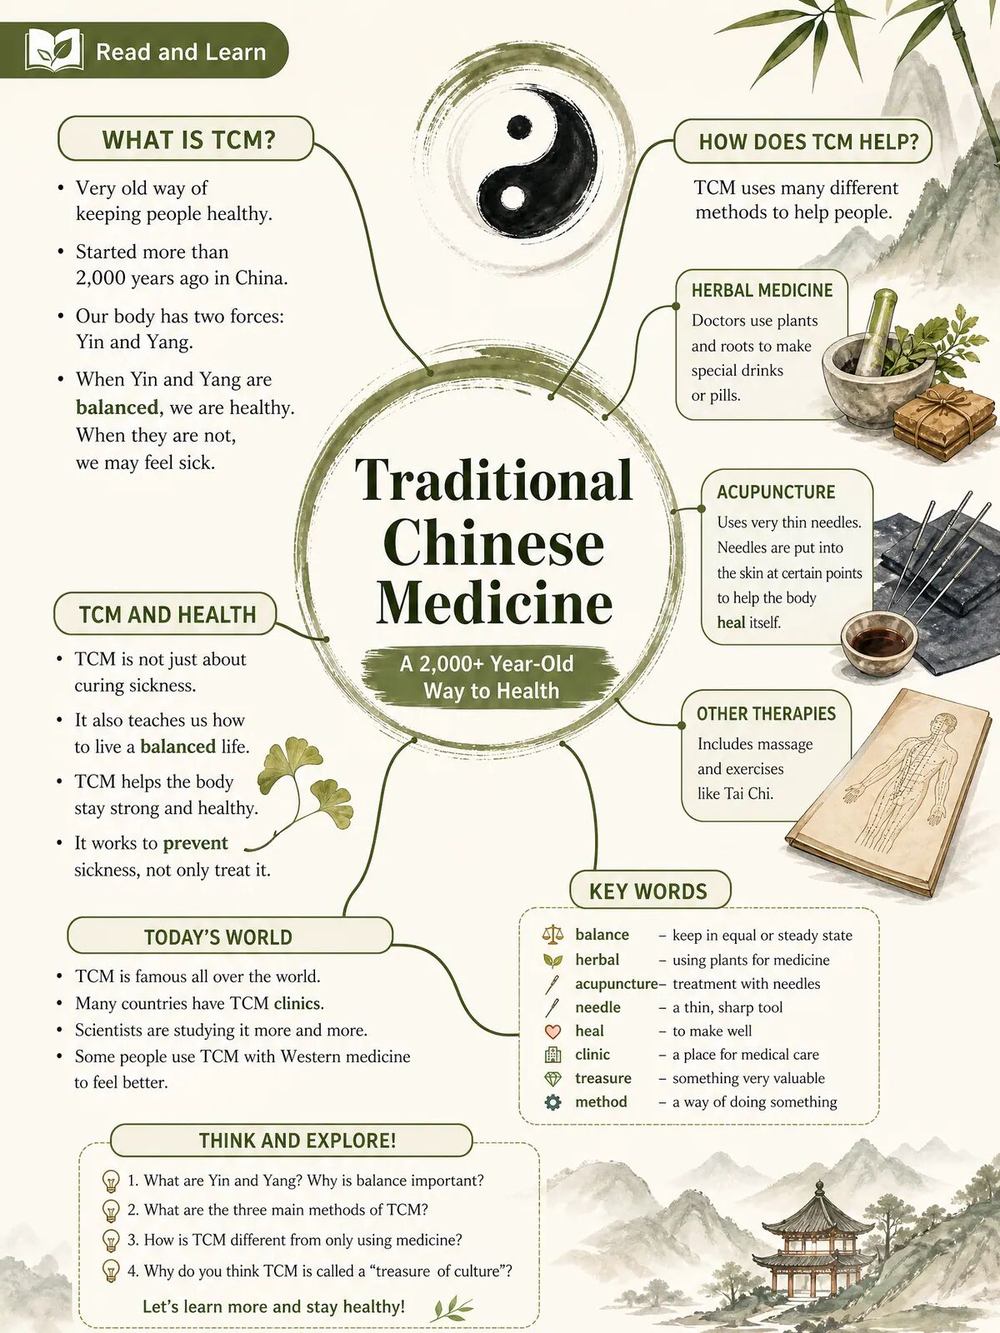 Read and Learn
WHAT IS TCM?
• Very old way of
keeping people healthy.
• Started more than
2,000 years ago in China.
• Our body has two forces:
Yin and Yang.
• When Yin and Yang are
balanced, we are healthy.
When they are not,
we may feel sick.
HOW DOES TCM HELP?
TCM uses many different
methods to help people.
HERBAL MEDICINE
Doctors use plants
and roots to make
special drinks
or pills.
ACUPUNCTURE
Uses very thin needles.
Needles are put into
the skin at certain points
to help the body
heal itself.
OTHER THERAPIES
Includes massage
and exercises
like Tai Chi.
Traditional
Chinese
Medicine
A 2,000+ Year-Old
Way to Health
TCM AND HEALTH
• TCM is not just about
curing sickness.
• It also teaches us how
to live a balanced life.
• TCM helps the body
stay strong and healthy.
• It works to prevent
sickness, not only treat it.
TODAY'S WORLD
• TCM is famous all over the world.
• Many countries have TCM clinics.
• Scientists are studying it more and more.
• Some people use TCM with Western medicine
to feel better.
KEY WORDS
balance – keep in equal or steady state
herbal – using plants for medicine
acupuncture– treatment with needles
needle – a thin, sharp tool
heal – to make well
clinic – a place for medical care
treasure – something very valuable
method – a way of doing something
THINK AND EXPLORE!
1. What are Yin and Yang? Why is balance important?
2. What are the three main methods of TCM?
3. How is TCM different from only using medicine?
4. Why do you think TCM is called a “treasure of culture”?
Let's learn more and stay healthy!